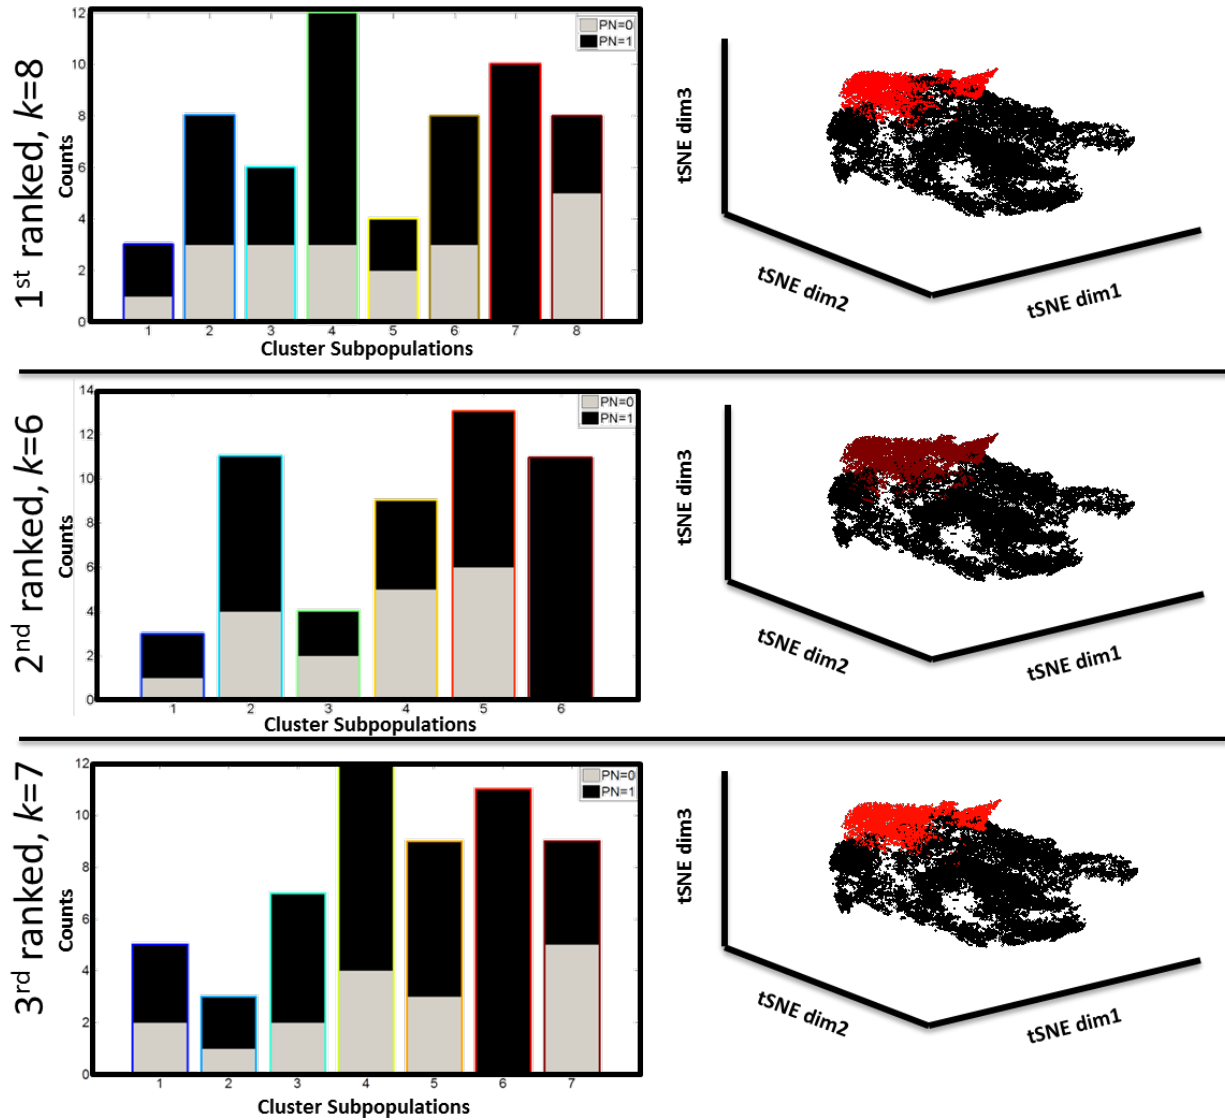 1st ranked, k=8
Counts
12
10
8
6
4
2
0
PN=0
PN=1
1 2 3 4 5 6 7 8
Cluster Subpopulations
tSNE dim3
tSNE dim2
tSNE dim1
2nd ranked, k=6
Counts
14
12
10
8
6
4
2
0
PN=0
PN=1
1 2 3 4 5 6
Cluster Subpopulations
tSNE dim3
tSNE dim2
tSNE dim1
3rd ranked, k=7
Counts
12
10
8
6
4
2
0
PN=0
PN=1
1 2 3 4 5 6 7
Cluster Subpopulations
tSNE dim3
tSNE dim2
tSNE dim1